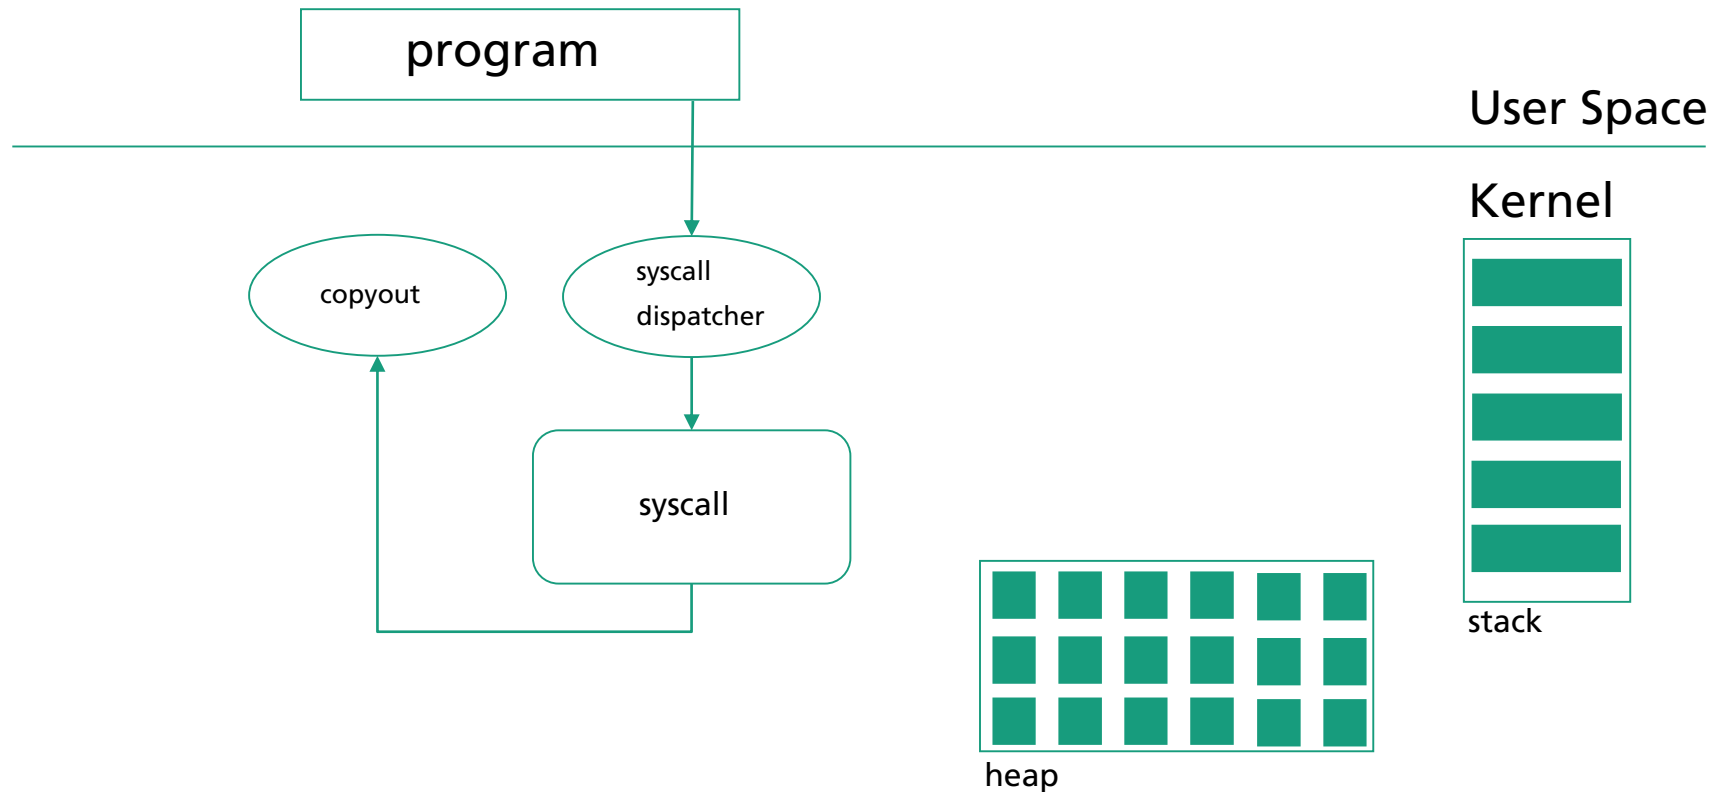 program
User Space
Kernel
copyout
syscall
dispatcher
syscall
stack
heap